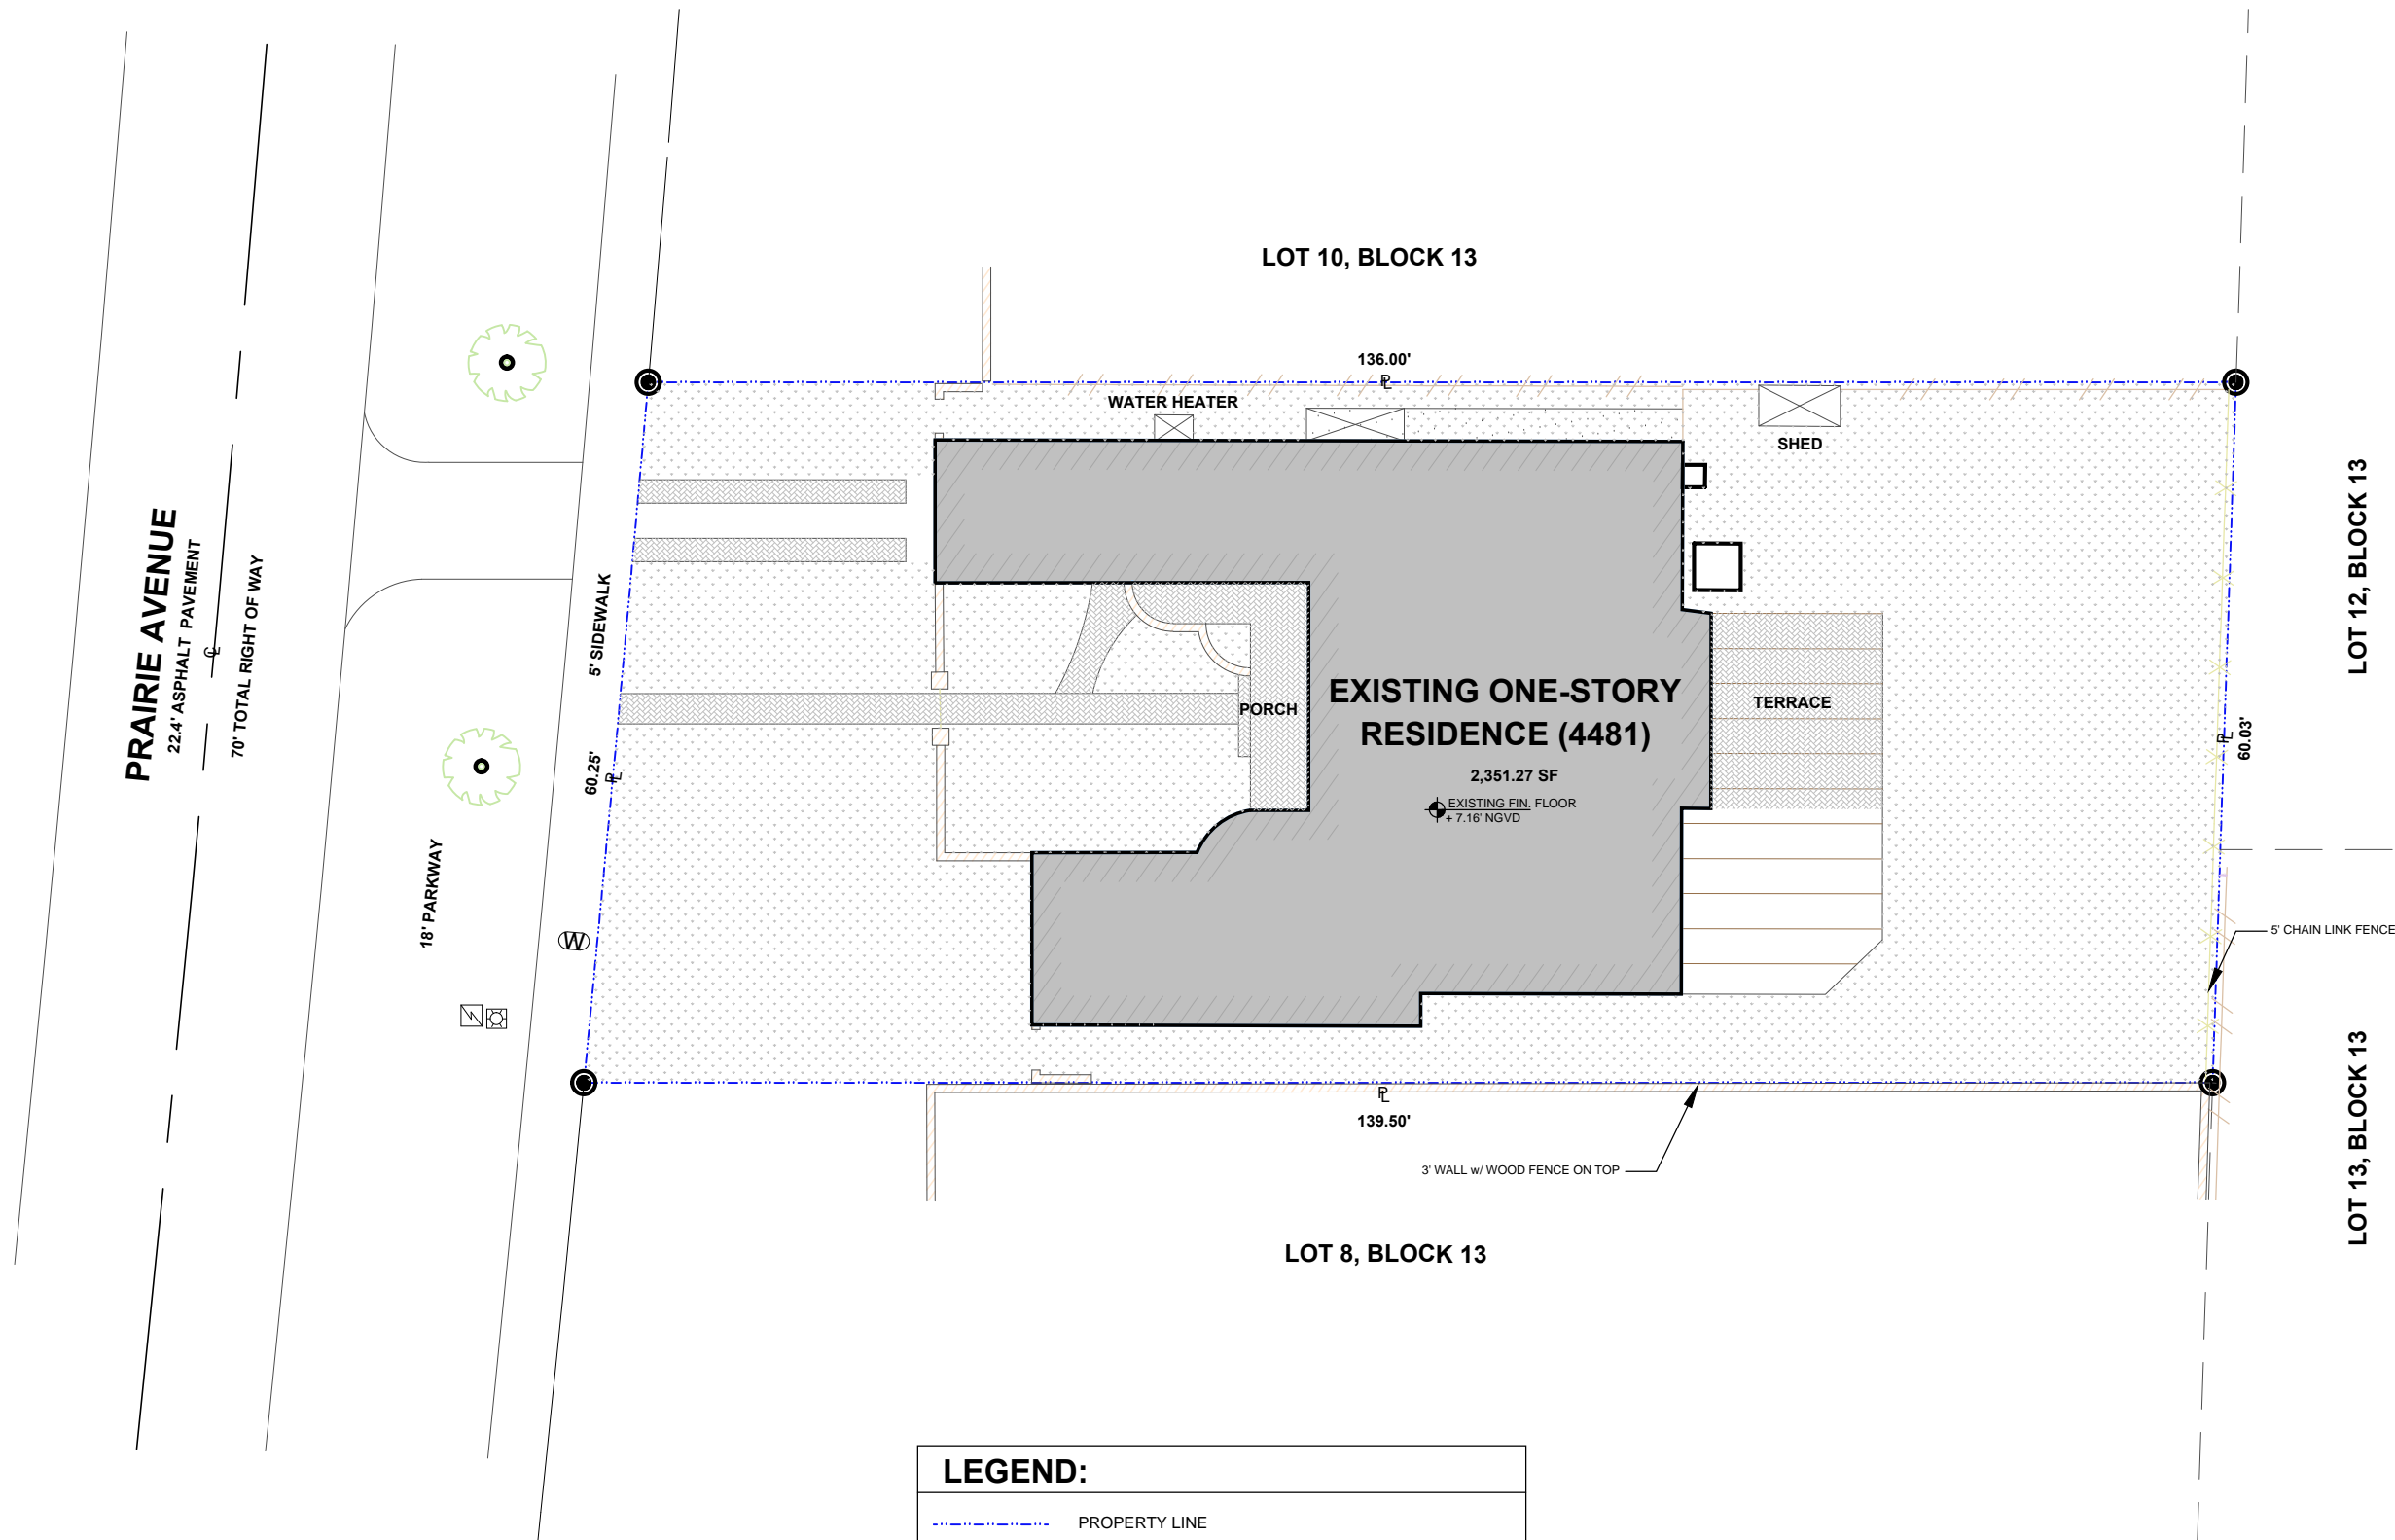 LOT 10, BLOCK 13
136.00'
PL
WATER HEATER
SHED
LOT 12, BLOCK 13
PRAIRIE AVENUE
22.4' ASPHALT PAVEMENT
CL
70' TOTAL RIGHT OF WAY
5' SIDEWALK
60.25'
PL
18' PARKWAY
W
PORCH
EXISTING ONE-STORY
RESIDENCE (4481)
2,351.27 SF
EXISTING FIN. FLOOR
+ 7.16' NGVD
TERRACE
PL
60.03'
5' CHAIN LINK FENCE
LOT 13, BLOCK 13
PL
139.50'
3' WALL w/ WOOD FENCE ON TOP
LOT 8, BLOCK 13
LEGEND:
PROPERTY LINE